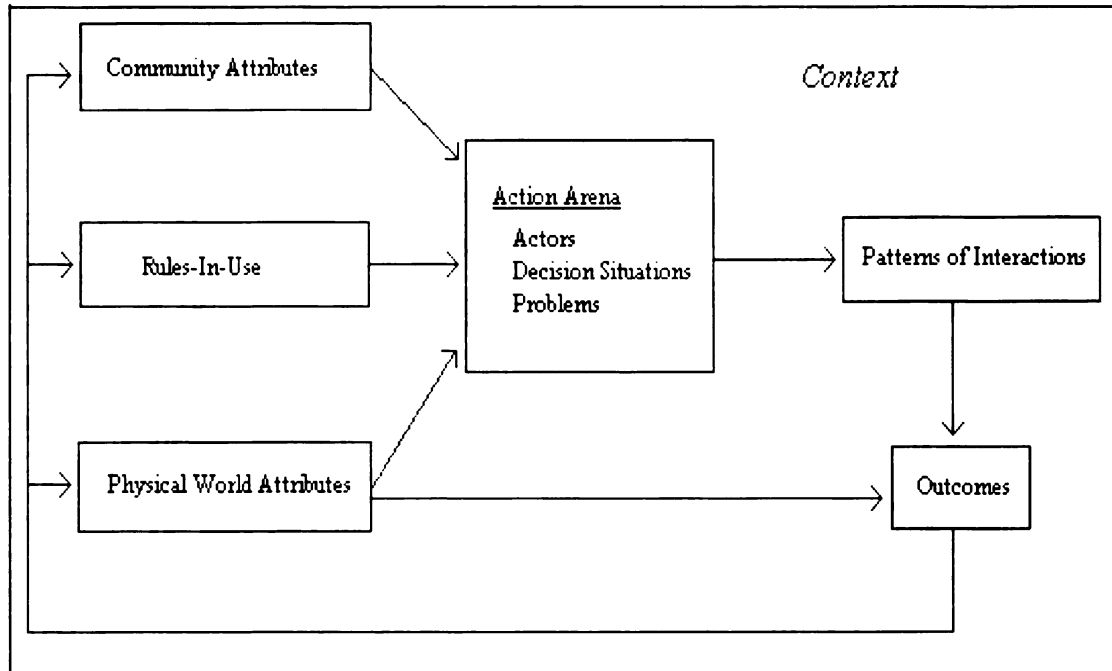 Community Attributes
Context
Action Arena
Actors
Decision Situations
Problems
Rules-In-Use
Patterns of Interactions
Physical World Attributes
Outcomes